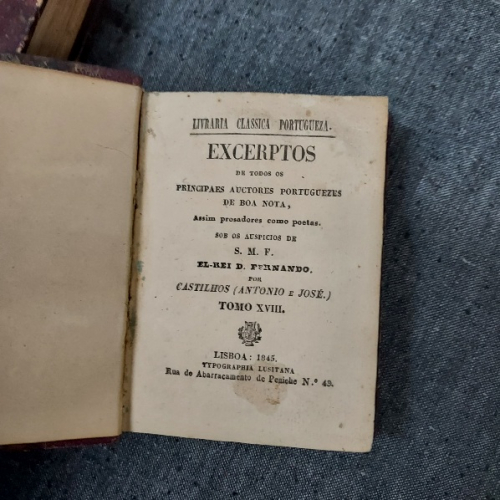 LIVRARIA CLASSICA PORTUGUEZA.
EXCERPTOS
DE TODOS OS
PRINCIPAES AUCTORES PORTUGUEZES
DE BOA NOTA,
Assim prosadores como poetas.
SOB OS AUSPICIOS DE
S. M. F.
EL-REI D. FERNANDO,
POR
CASTILHOS (ANTONIO E JOSÉ.)
TOMO XVIII.
LISBOA: 1845.
TYPOGRAPHIA LUSITANA
Rua do Abarracamento de Peniche N.º 48.